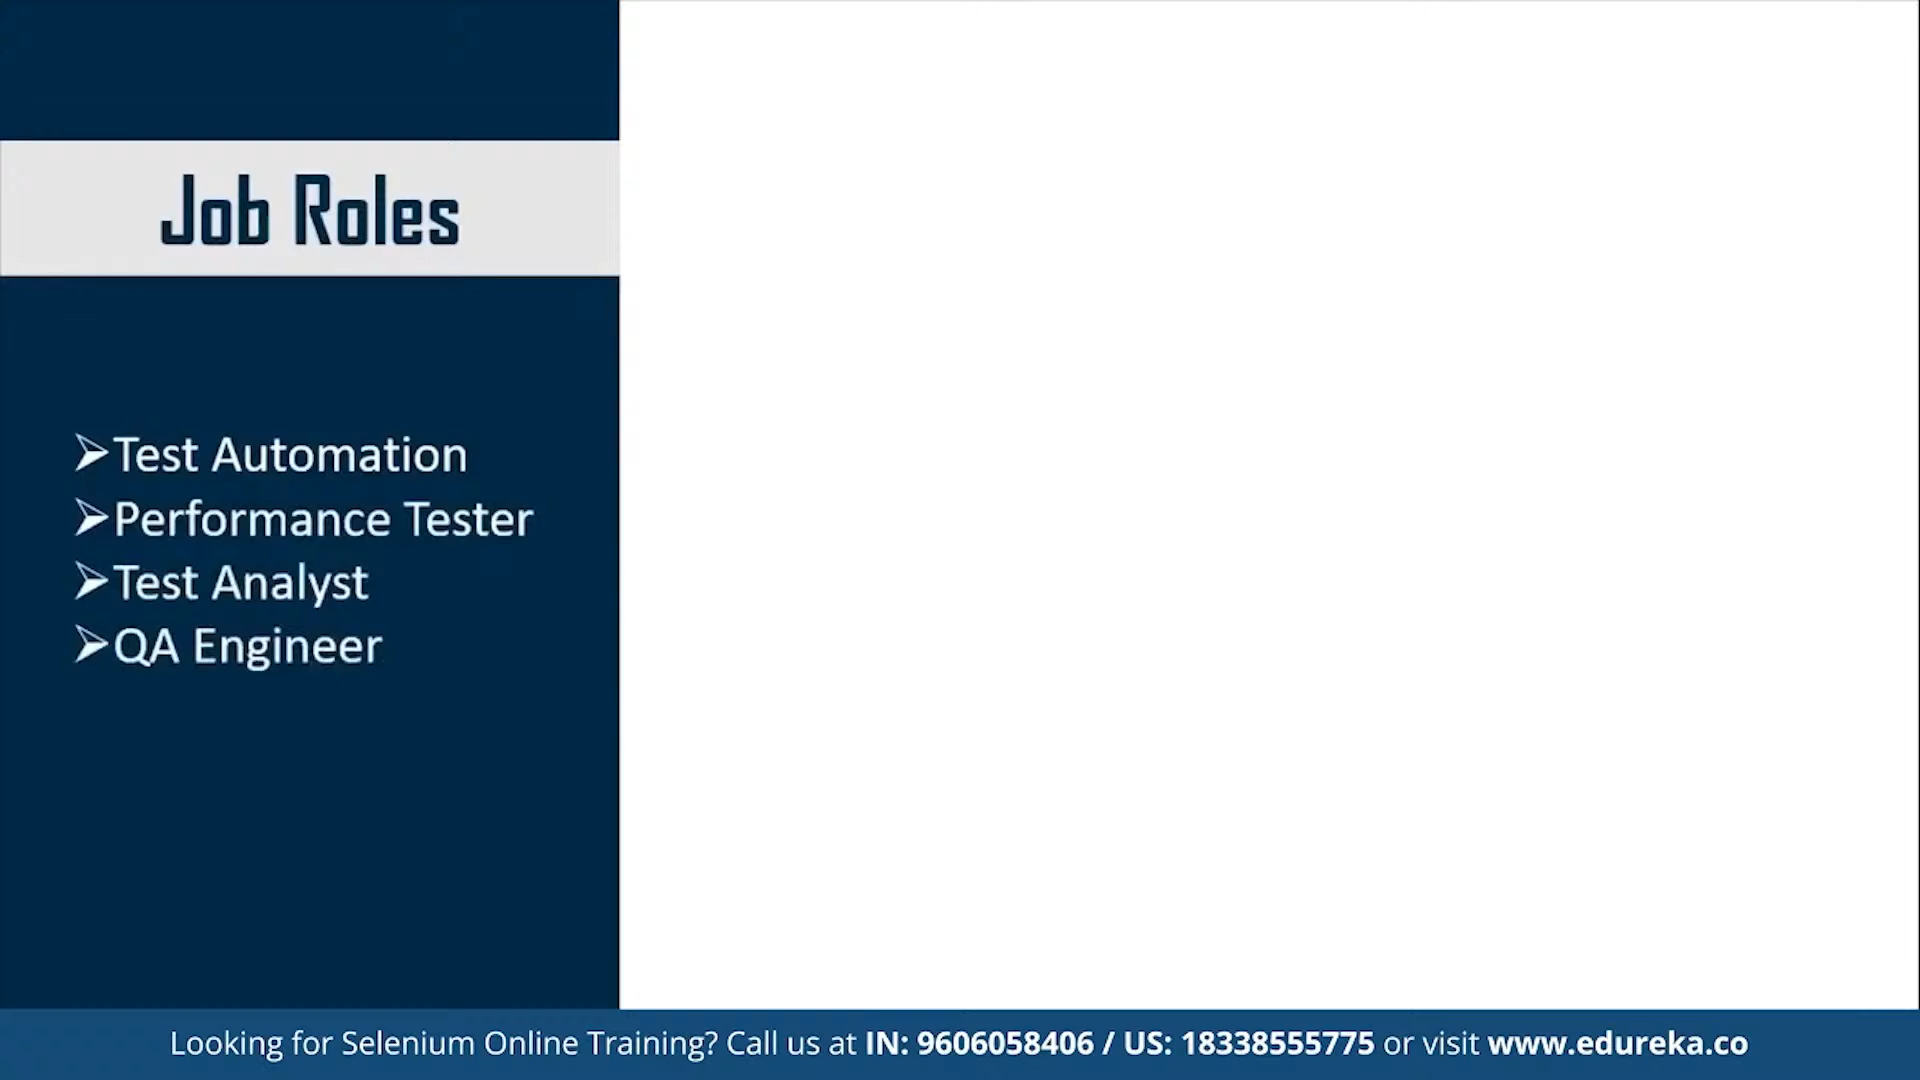 Job Roles
➢Test Automation
➢Performance Tester
➢Test Analyst
➢QA Engineer
Looking for Selenium Online Training? Call us at IN: 9606058406 / US: 18338555775 or visit www.edureka.co